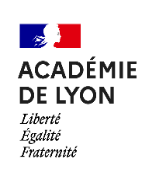 ACADÉMIE
DE LYON
Liberté
Égalité
Fraternité